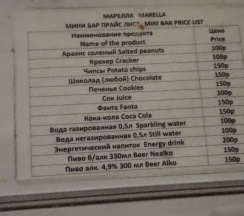 МАРЕЛЛА MARELLA
МИНИ БАР ПРАЙС ЛИСТ MINI BAR PRICE LIST
Наименование продукта Цена
Name of the product Price
Арахис соленый Salted peanuts 100р
Крекер Cracker 100р
Чипсы Potato chips 150р
Шоколад (любой) Chocolate 150р
Печенье Cookies 150р
Сок Juice 200р
Фанта Fanta 150р
Кока-кола Coca Cola 150р
Вода газированная 0,5л Sparkling water 100р
Вода негазированная 0,5л Still water 100р
Энергетический напиток Energy drink 200р
Пиво б/алк 330мл Beer Nealko 150р
Пиво алк. 4,9% 300 мл Beer Alko 150р